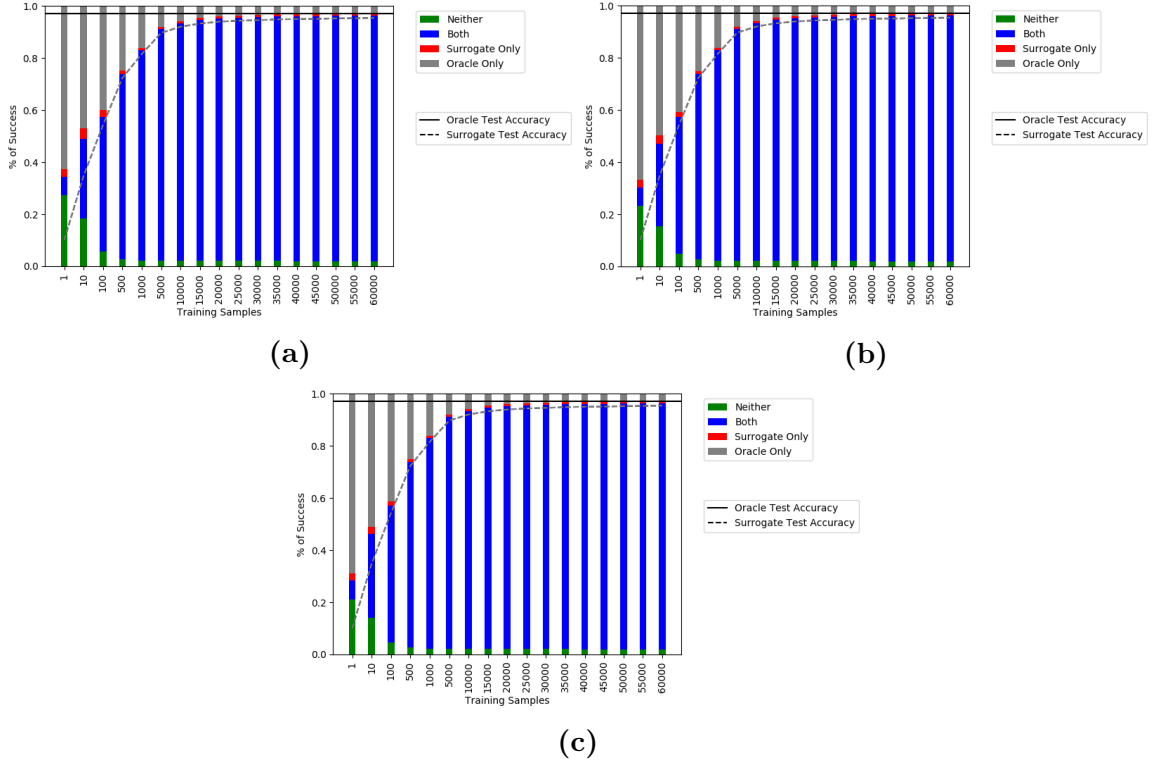 1.0
0.8
0.6
0.4
0.2
0.0
% of Success
1
10
100
500
1000
5000
10000
15000
20000
25000
30000
35000
40000
45000
50000
55000
60000
Training Samples
Neither
Both
Surrogate Only
Oracle Only
Oracle Test Accuracy
Surrogate Test Accuracy
(a)
1.0
0.8
0.6
0.4
0.2
0.0
% of Success
1
10
100
500
1000
5000
10000
15000
20000
25000
30000
35000
40000
45000
50000
55000
60000
Training Samples
Neither
Both
Surrogate Only
Oracle Only
Oracle Test Accuracy
Surrogate Test Accuracy
(b)
1.0
0.8
0.6
0.4
0.2
0.0
% of Success
1
10
100
500
1000
5000
10000
15000
20000
25000
30000
35000
40000
45000
50000
55000
60000
Training Samples
Neither
Both
Surrogate Only
Oracle Only
Oracle Test Accuracy
Surrogate Test Accuracy
(c)